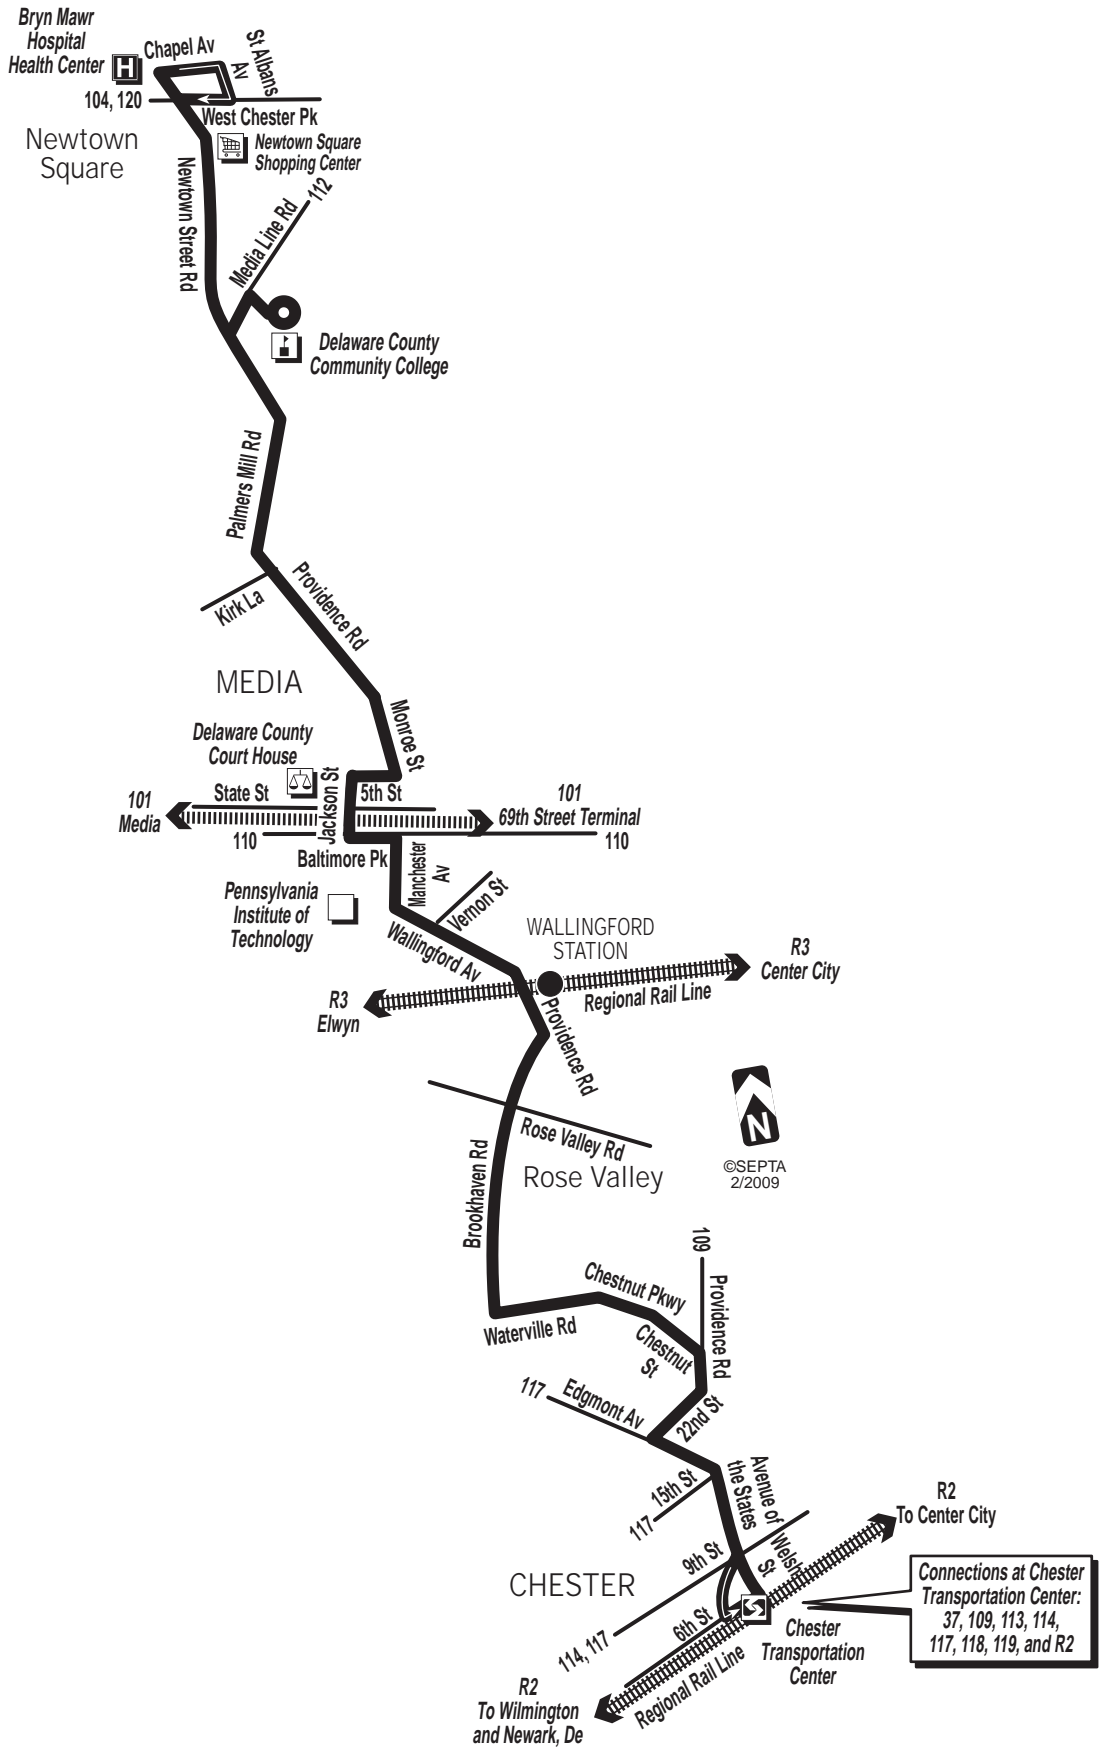 Bryn Mawr
Hospital
Health Center
H
Chapel Av
St Albans
Av
104, 120
West Chester Pk
Newtown
Square
Newtown Square
Shopping Center
Newtown Street Rd
Media Line Rd
112
Delaware County
Community College
Palmers Mill Rd
Kirk La
Providence Rd
MEDIA
Monroe St
Delaware County
Court House
State St
Jackson St
5th St
101
Media
101
69th Street Terminal
110
110
Baltimore Pk
Manchester
Av
Pennsylvania
Institute of
Technology
Vernon St
Wallingford Av
WALLINGFORD
STATION
R3
Center City
Regional Rail Line
R3
Elwyn
Providence Rd
Rose Valley Rd
Rose Valley
Brookhaven Rd
N
©SEPTA
2/2009
109
Providence Rd
Chestnut Pkwy
Waterville Rd
Chestnut
St
117
Edgmont Av
22nd St
Avenue of
the States
15th St
117
R2
To Center City
9th St
Welsh
St
CHESTER
6th St
114, 117
Chester
Transportation
Center
Connections at Chester
Transportation Center:
37, 109, 113, 114,
117, 118, 119, and R2
Regional Rail Line
R2
To Wilmington
and Newark, De